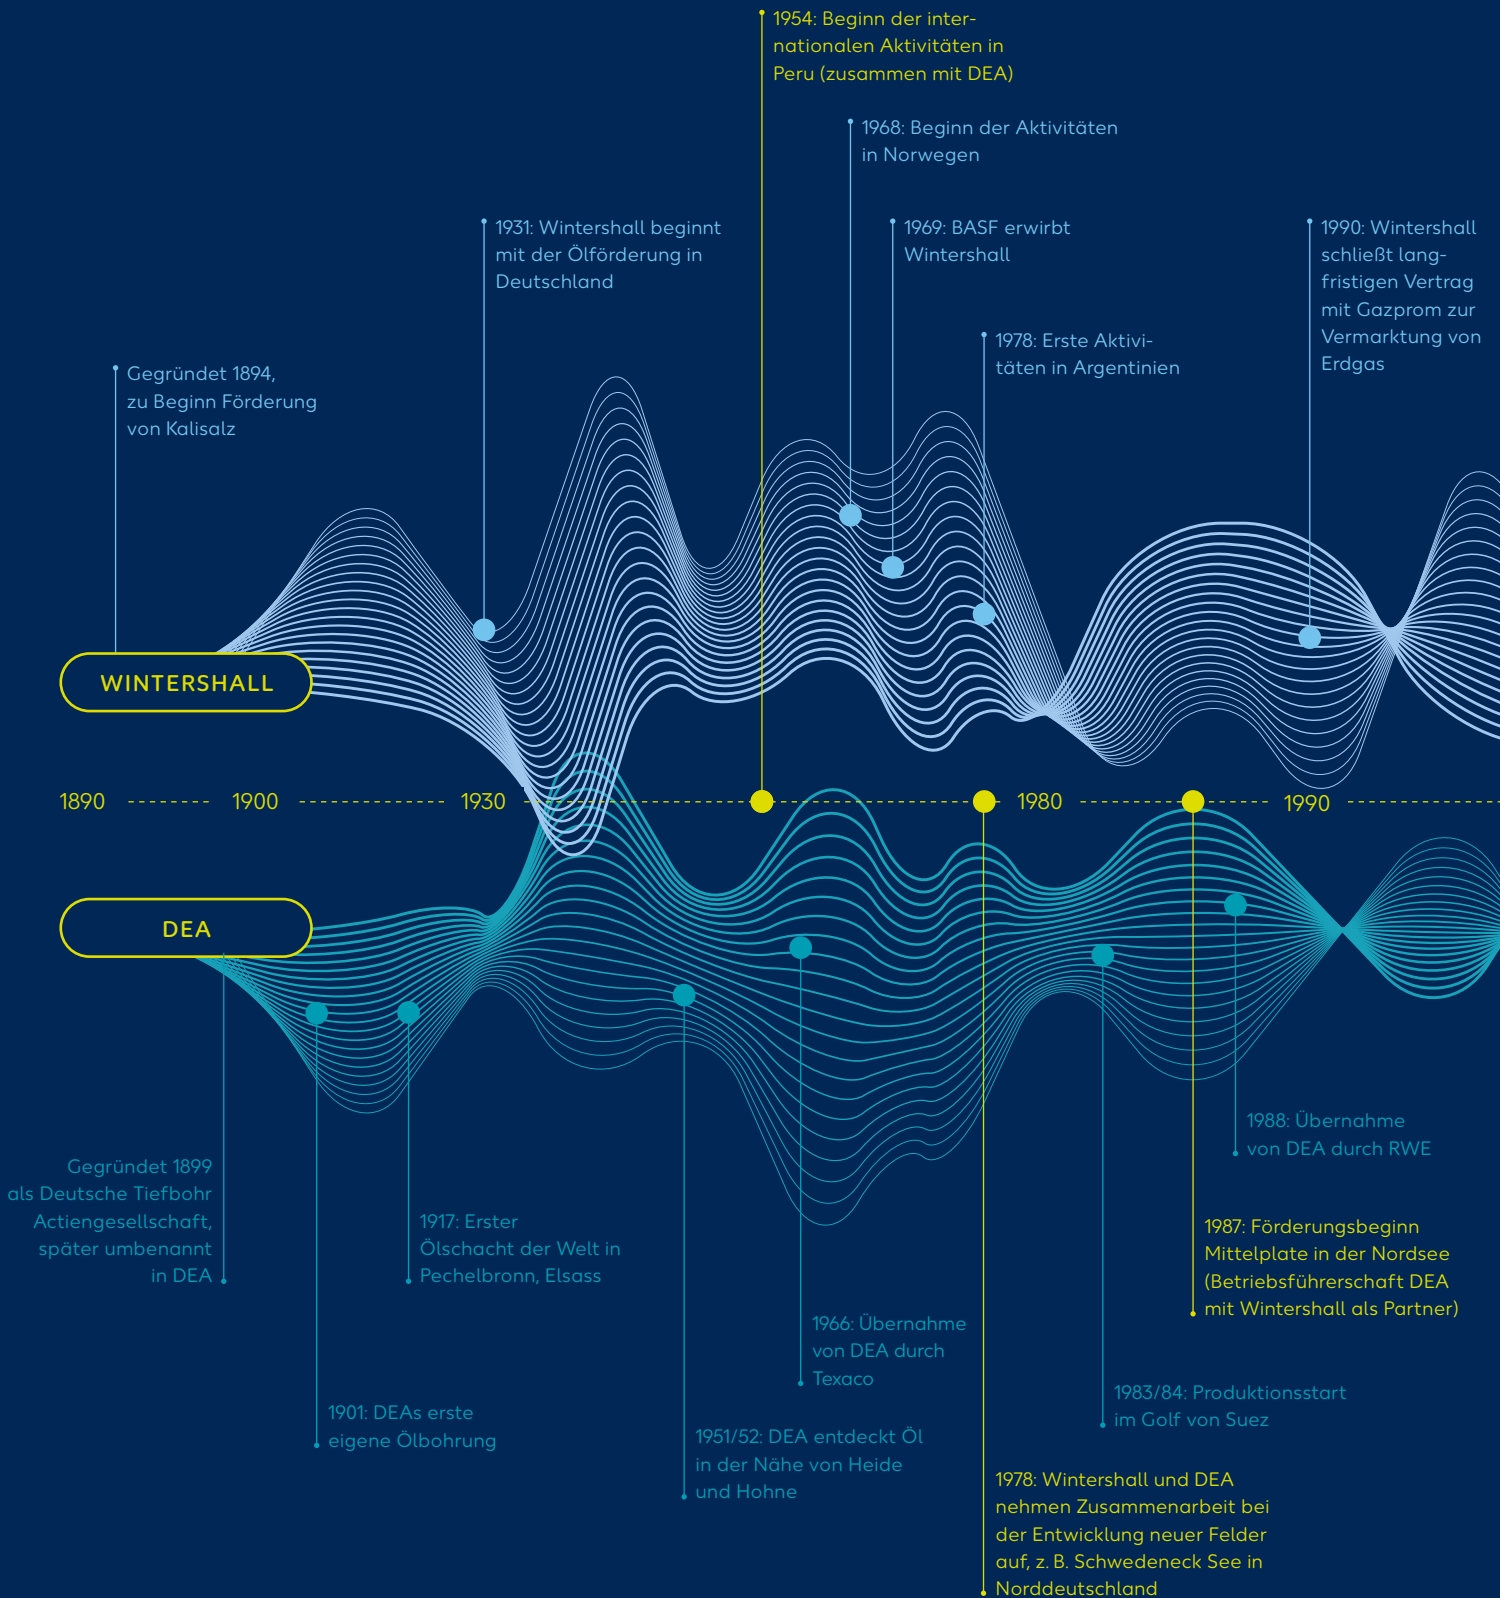 1954: Beginn der inter-
nationalen Aktivitäten in
Peru (zusammen mit DEA)
1968: Beginn der Aktivitäten
in Norwegen
1931: Wintershall beginnt
mit der Ölförderung in
Deutschland
1969: BASF erwirbt
Wintershall
1990: Wintershall
schließt lang-
fristigen Vertrag
mit Gazprom zur
Vermarktung von
Erdgas
1978: Erste Aktivi-
täten in Argentinien
Gegründet 1894,
zu Beginn Förderung
von Kalisalz
WINTERSHALL
1890
1900
1930
1980
1990
DEA
Gegründet 1899
als Deutsche Tiefbohr
Actiengesellschaft,
später umbenannt
in DEA
1901: DEAs erste
eigene Ölbohrung
1917: Erster
Ölschacht der Welt in
Pechelbronn, Elsass
1951/52: DEA entdeckt Öl
in der Nähe von Heide
und Hohne
1966: Übernahme
von DEA durch
Texaco
1978: Wintershall und DEA
nehmen Zusammenarbeit bei
der Entwicklung neuer Felder
auf, z. B. Schwedeneck See in
Norddeutschland
1983/84: Produktionsstart
im Golf von Suez
1987: Förderungsbeginn
Mittelplate in der Nordsee
(Betriebsführerschaft DEA
mit Wintershall als Partner)
1988: Übernahme
von DEA durch RWE